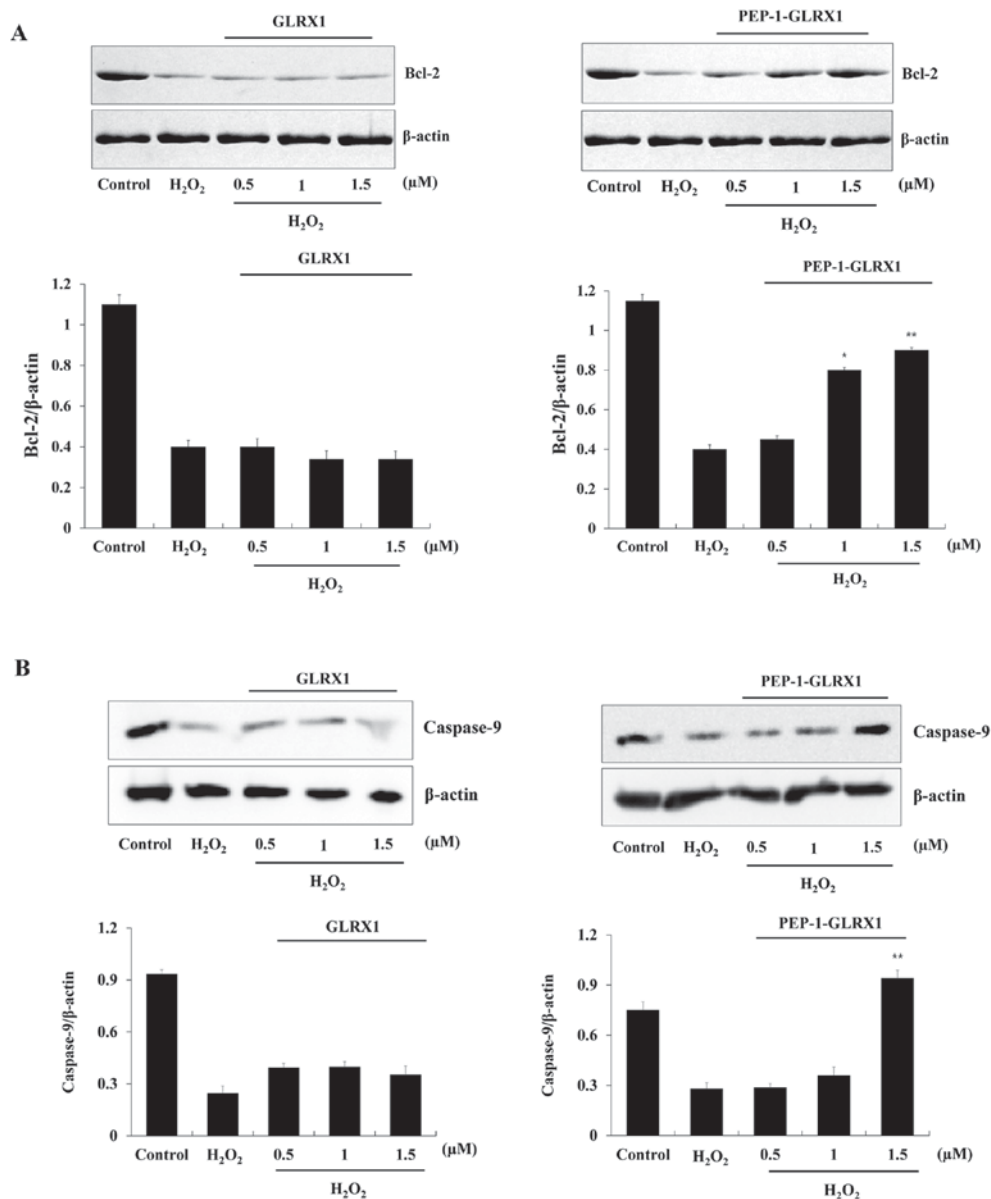 A
GLRX1
Bcl-2
β-actin
Control H₂O₂ 0.5 1 1.5 (µM)
H₂O₂
PEP-1-GLRX1
Bcl-2
β-actin
Control H₂O₂ 0.5 1 1.5 (µM)
H₂O₂
GLRX1
Bcl-2/β-actin
1.2
1
0.8
0.6
0.4
0.2
0
Control H₂O₂ 0.5 1 1.5 (µM)
H₂O₂
PEP-1-GLRX1
Bcl-2/β-actin
1.2
1
0.8
0.6
0.4
0.2
0
*
**
Control H₂O₂ 0.5 1 1.5 (µM)
H₂O₂
B
GLRX1
Caspase-9
β-actin
Control H₂O₂ 0.5 1 1.5 (µM)
H₂O₂
PEP-1-GLRX1
Caspase-9
β-actin
Control H₂O₂ 0.5 1 1.5 (µM)
H₂O₂
GLRX1
Caspase-9/β-actin
1.2
0.9
0.6
0.3
0
Control H₂O₂ 0.5 1 1.5 (µM)
H₂O₂
PEP-1-GLRX1
Caspase-9/β-actin
1.2
0.9
0.6
0.3
0
**
Control H₂O₂ 0.5 1 1.5 (µM)
H₂O₂